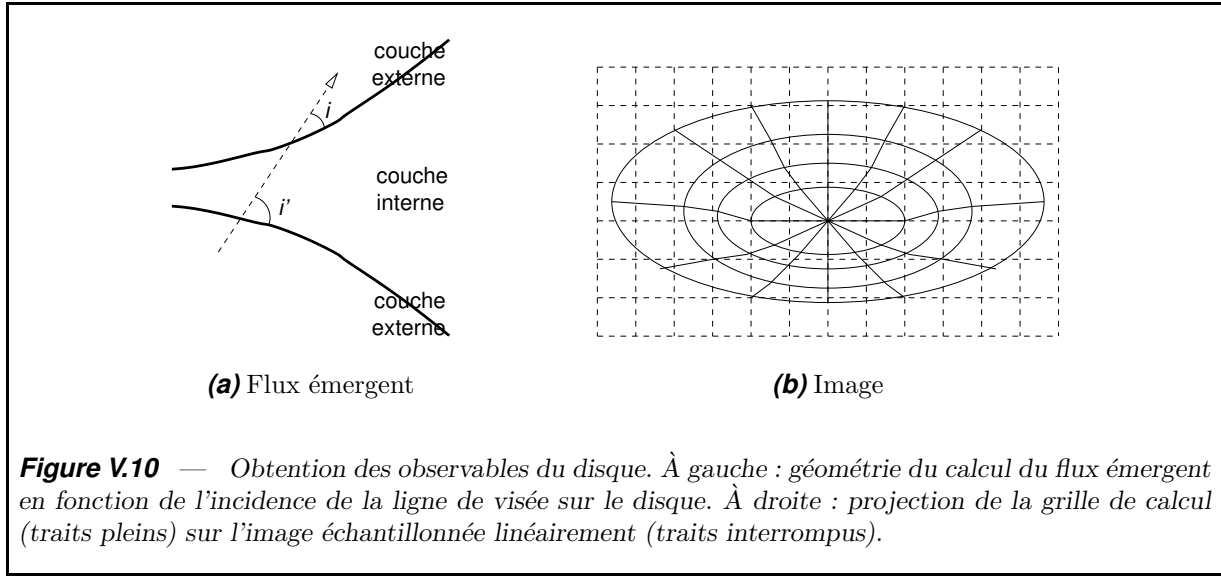 couche
externe
i
couche
interne
i'
couche
externe
(a) Flux émergent
(b) Image
Figure V.10 — Obtention des observables du disque. À gauche : géométrie du calcul du flux émergent
en fonction de l'incidence de la ligne de visée sur le disque. À droite : projection de la grille de calcul
(traits pleins) sur l'image échantillonnée linéairement (traits interrompus).